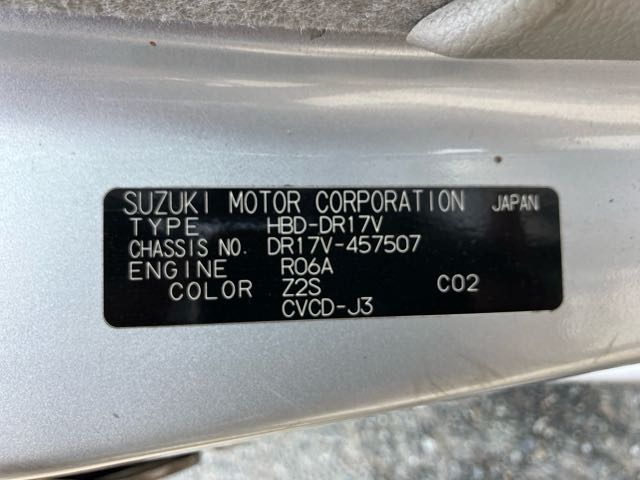 SUZUKI MOTOR CORPORATION JAPAN
TYPE HBD-DR17V
CHASSIS NO. DR17V-457507
ENGINE R06A
COLOR Z2S C02
CVCD-J3